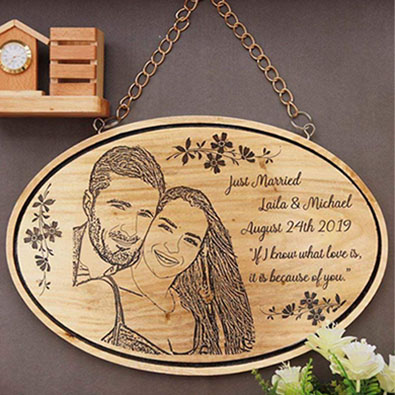 Just Married
Laila & Michael
August 24th 2019
"If I know what love is,
it is because of you."